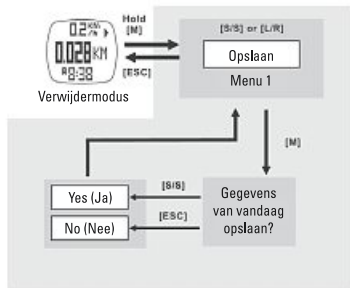 0.2 KM/h
0.028 KM
R 8:38
Verwijdermodus
Hold
[M]
[ESC]
[S/S] or [L/R]
Opslaan
Menu 1
[M]
Yes (Ja)
No (Nee)
[S/S]
[ESC]
Gegevens
van vandaag
opslaan?